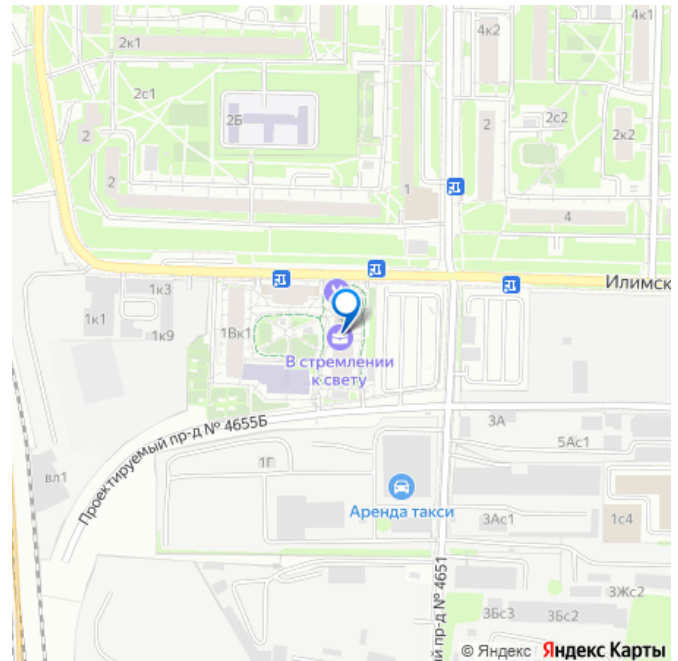 2к1
4к1
4к2
2с1
2Б
2
2с2
2
2к2
2
1
4
Илимск
1к3
1к1
1Вк1
1к9
В стремлении
к свету
Проектируемый пр-д № 4655Б
3А
5Ас1
1Г
вл1
Аренда такси
3Ас1
1с4
ый пр-д № 4651
3Жс2
3Бс3
3Бс2
© Яндекс Яндекс Карты